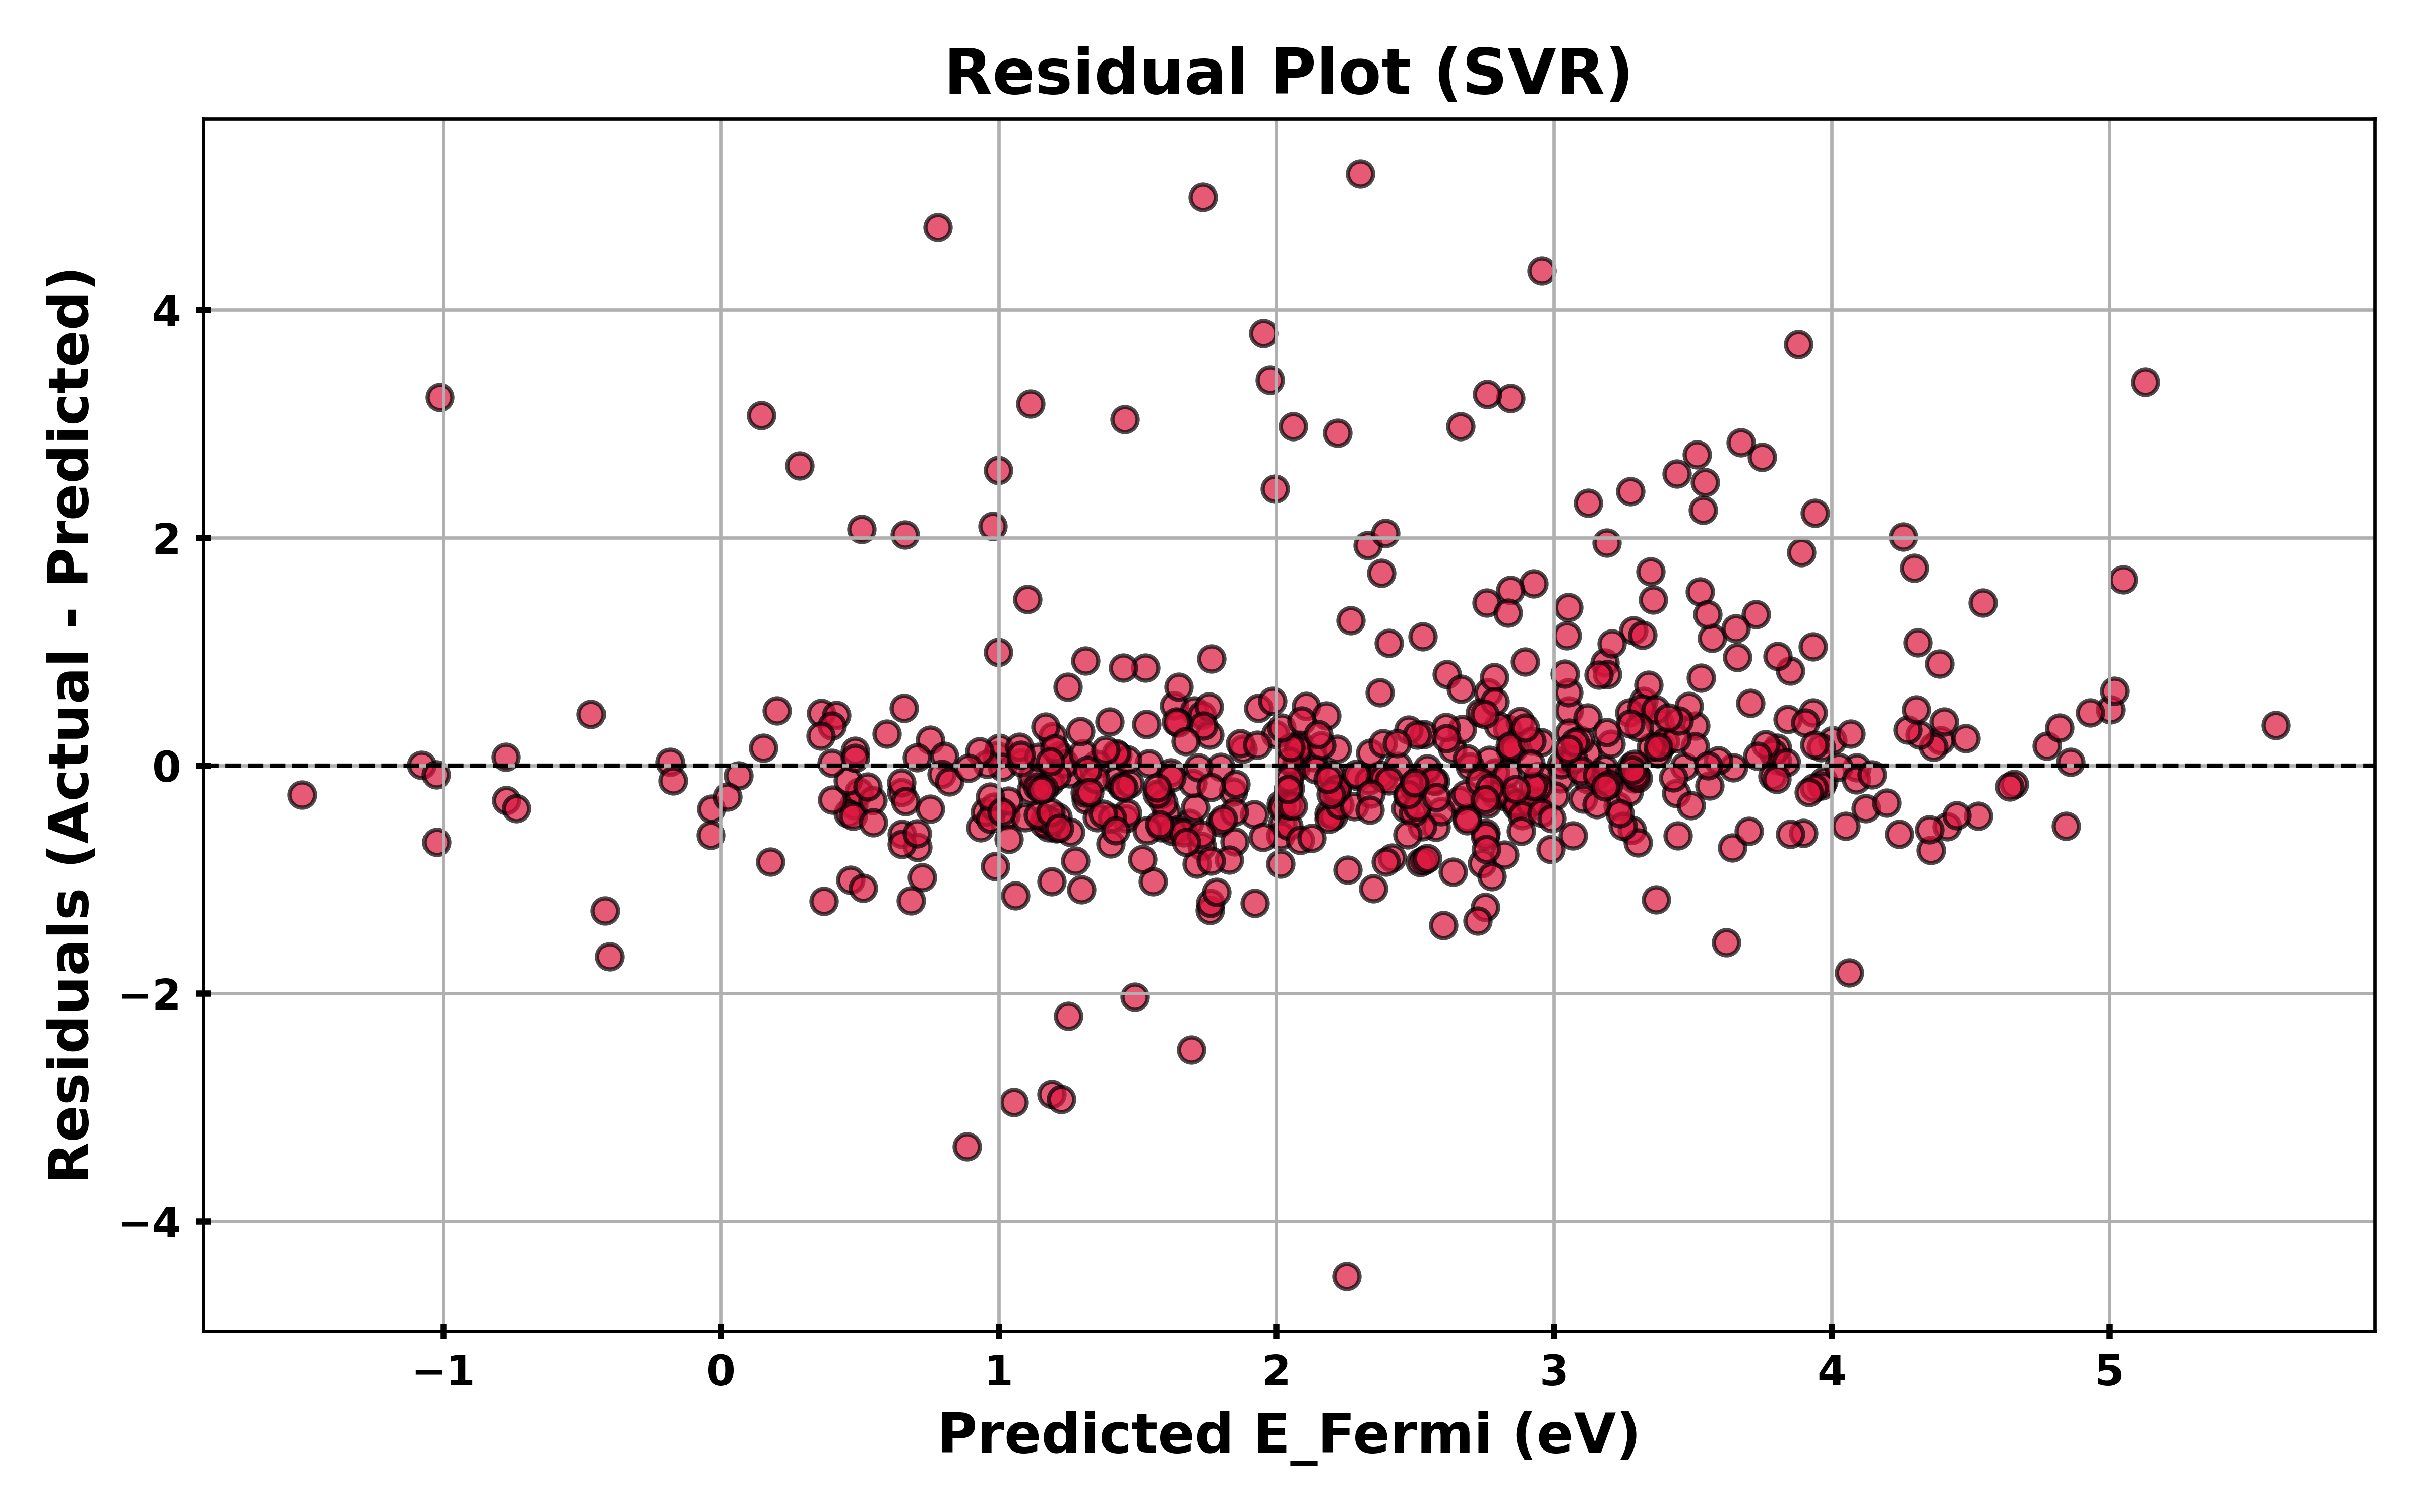 Residual Plot (SVR)
Residuals (Actual - Predicted)
4
2
0
−2
−4
−1 0 1 2 3 4 5
Predicted E_Fermi (eV)